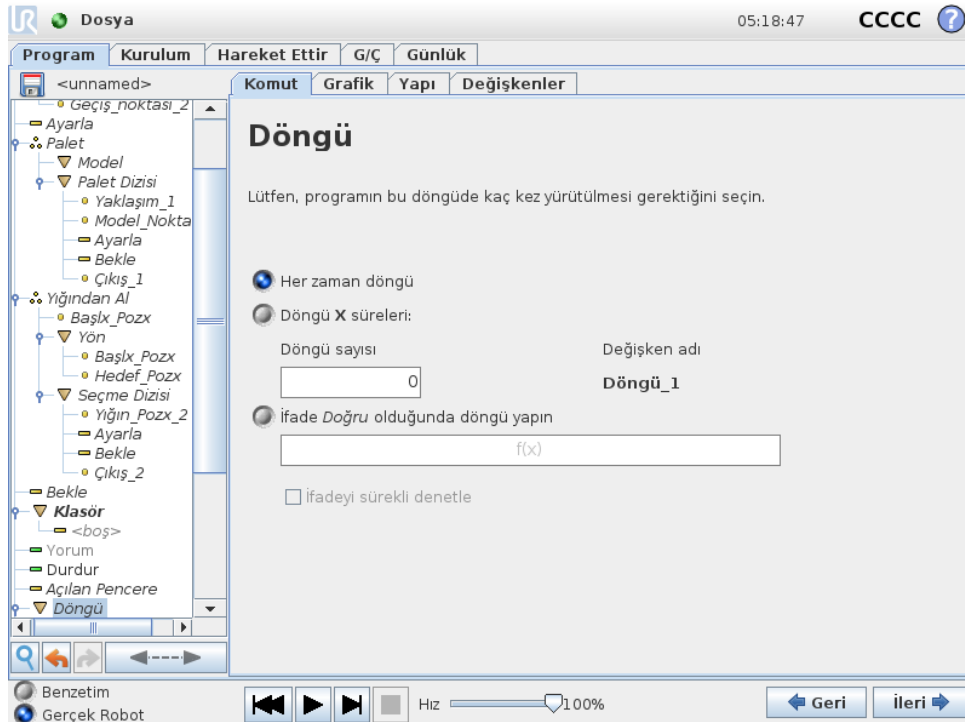 Dosya
05:18:47
CCCC
?
Program Kurulum Hareket Ettir G/Ç Günlük
<unnamed>
Komut Grafik Yapı Değişkenler
Geçiş_noktası_2
Ayarla
Palet
Model
Palet Dizisi
Yaklaşım_1
Model_Nokta
Ayarla
Bekle
Çıkış_1
Yığından Al
Başlx_Pozx
Yön
Başlx_Pozx
Hedef_Pozx
Seçme Dizisi
Yığın_Pozx_2
Ayarla
Bekle
Çıkış_2
Bekle
Klasör
<boş>
Yorum
Durdur
Açılan Pencere
Döngü
Döngü
Lütfen, programın bu döngüde kaç kez yürütülmesi gerektiğini seçin.
Her zaman döngü
Döngü X süreleri:
Döngü sayısı
Değişken adı
0
Döngü_1
İfade Doğru olduğunda döngü yapın
f(x)
İfadeyi sürekli denetle
Benzetim
Gerçek Robot
Hız
100%
Geri
İleri